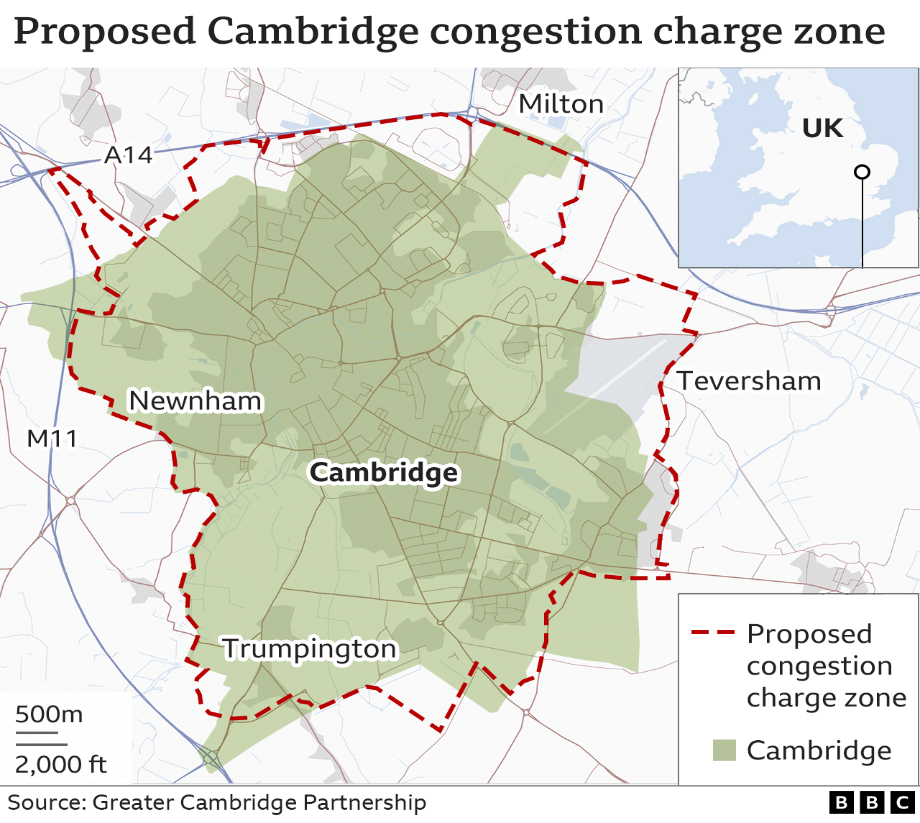 Proposed Cambridge congestion charge zone
Milton
A14
UK
Teversham
Newnham
M11
Cambridge
Trumpington
Proposed
congestion
charge zone
Cambridge
500m
2,000 ft
Source: Greater Cambridge Partnership
BBC